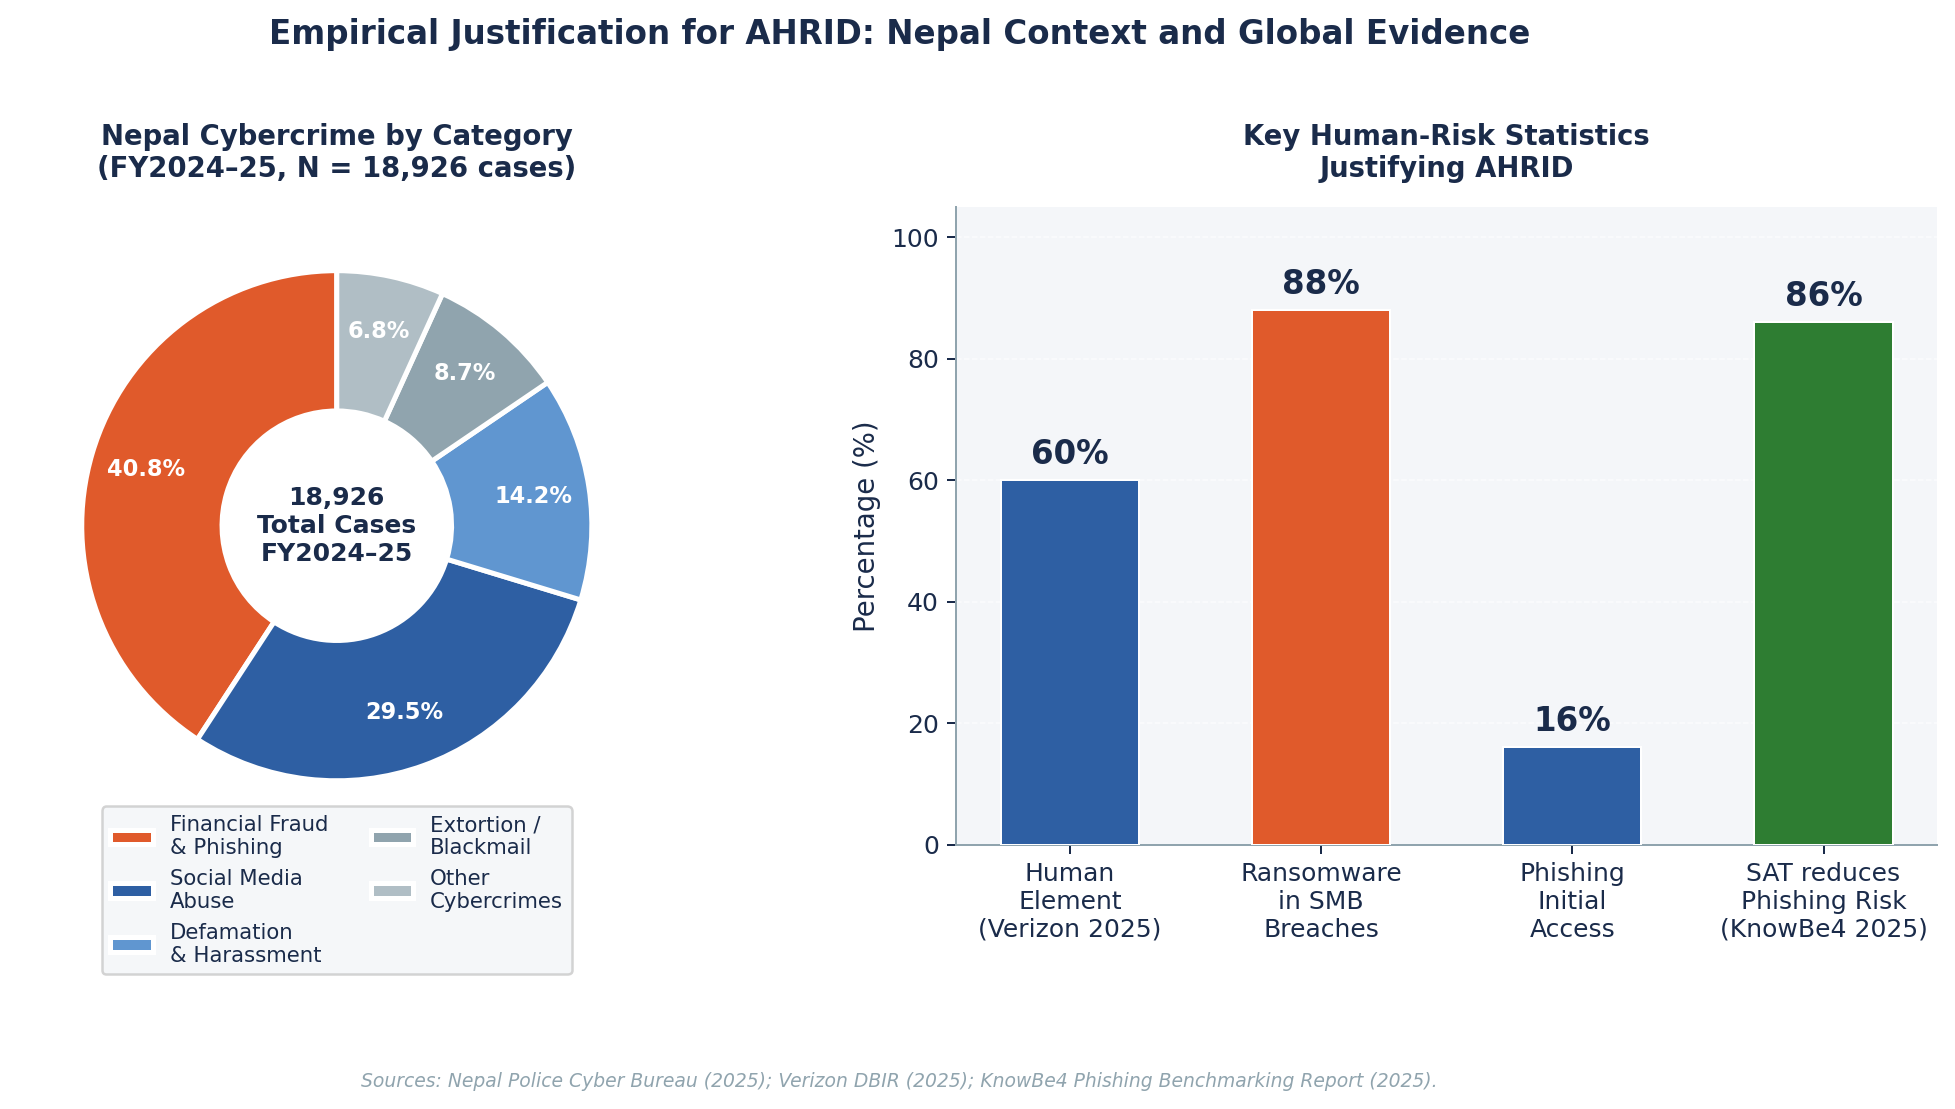 Empirical Justification for AHRID: Nepal Context and Global Evidence
Nepal Cybercrime by Category
(FY2024–25, N = 18,926 cases)
6.8%
8.7%
40.8%
14.2%
29.5%
18,926
Total Cases
FY2024–25
Financial Fraud
& Phishing
Social Media
Abuse
Defamation
& Harassment
Extortion /
Blackmail
Other
Cybercrimes
Key Human-Risk Statistics
Justifying AHRID
Percentage (%)
100
80
60
40
20
0
60%
88%
16%
86%
Human
Element
(Verizon 2025)
Ransomware
in SMB
Breaches
Phishing
Initial
Access
SAT reduces
Phishing Risk
(KnowBe4 2025)
Sources: Nepal Police Cyber Bureau (2025); Verizon DBIR (2025); KnowBe4 Phishing Benchmarking Report (2025).